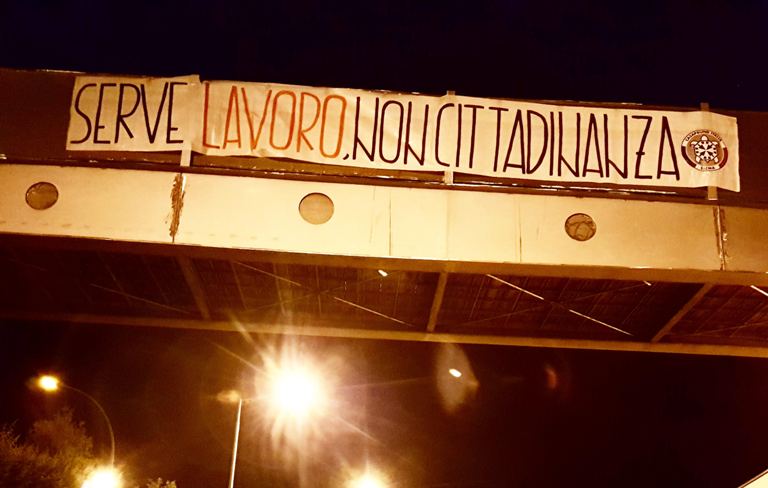 SERVE LAVORO, NON CITTADINANZA